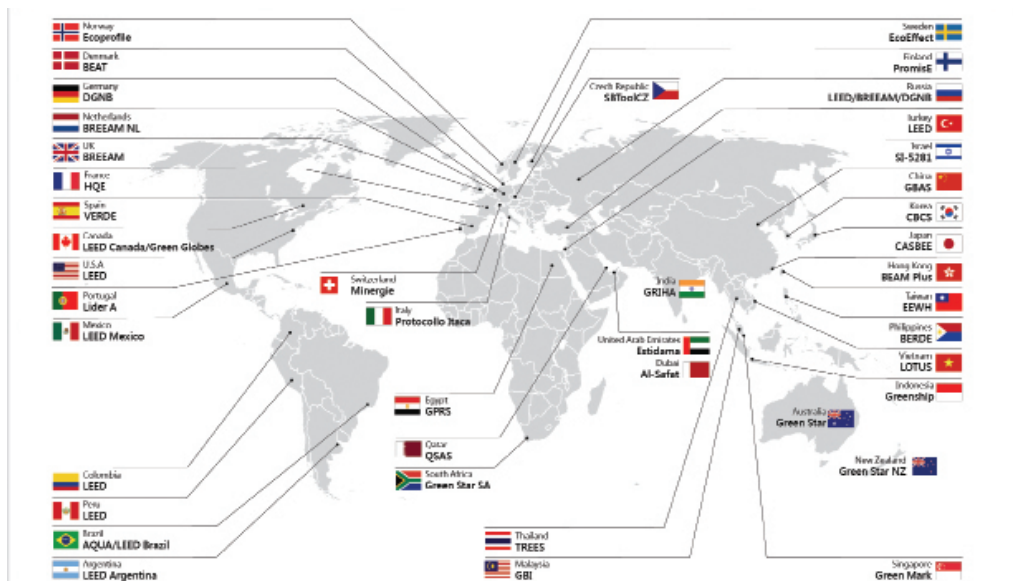 Norway
Ecoprofile
Denmark
BEAT
Germany
DGNB
Netherlands
BREEAM NL
UK
BREEAM
France
HQE
Spain
VERDE
Canada
LEED Canada/Green Globes
U.S.A
LEED
Portugal
Lider A
Mexico
LEED Mexico
Switzerland
Minergie
Italy
Protocollo Itaca
Czech Republic
SBToolCZ
Sweden
EcoEffect
Finland
PromisE
Russia
LEED/BREEAM/DGNB
Turkey
LEED
Israel
SI-5281
China
GBAS
Korea
CBCS
Japan
CASBEE
Hong Kong
BEAM Plus
Taiwan
EEWH
Philippines
BERDE
Vietnam
LOTUS
Indonesia
Greenship
India
GRIHA
United Arab Emirates
Estidama
Dubai
Al-Safat
Australia
Green Star
New Zealand
Green Star NZ
Egypt
GPRS
Qatar
QSAS
South Africa
Green Star SA
Colombia
LEED
Peru
LEED
Brazil
AQUA/LEED Brazil
Argentina
LEED Argentina
Thailand
TREES
Malaysia
GBI
Singapore
Green Mark